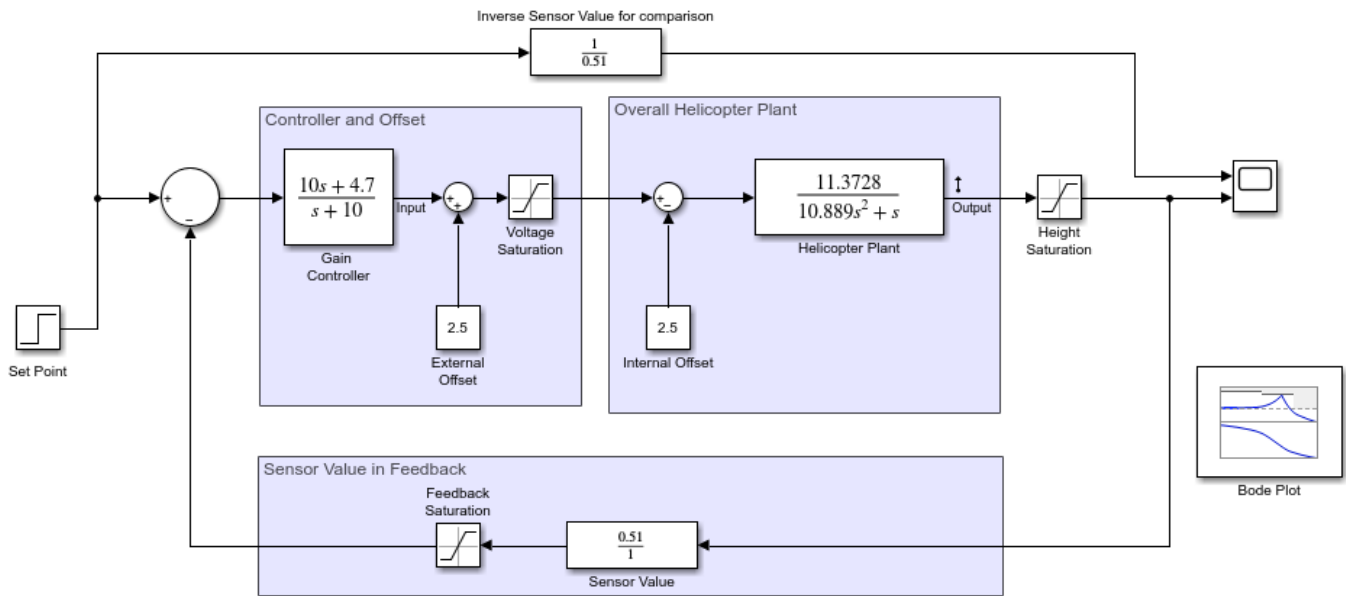 Inverse Sensor Value for comparison
1
0.51
Controller and Offset
Overall Helicopter Plant
10s + 4.7
s + 10
Input
Gain
Controller
+
−
+
+
Voltage
Saturation
2.5
External
Offset
+
−
2.5
Internal Offset
11.3728
10.889s² + s
Helicopter Plant
Output
Height
Saturation
Set Point
Bode Plot
Sensor Value in Feedback
Feedback
Saturation
0.51
1
Sensor Value